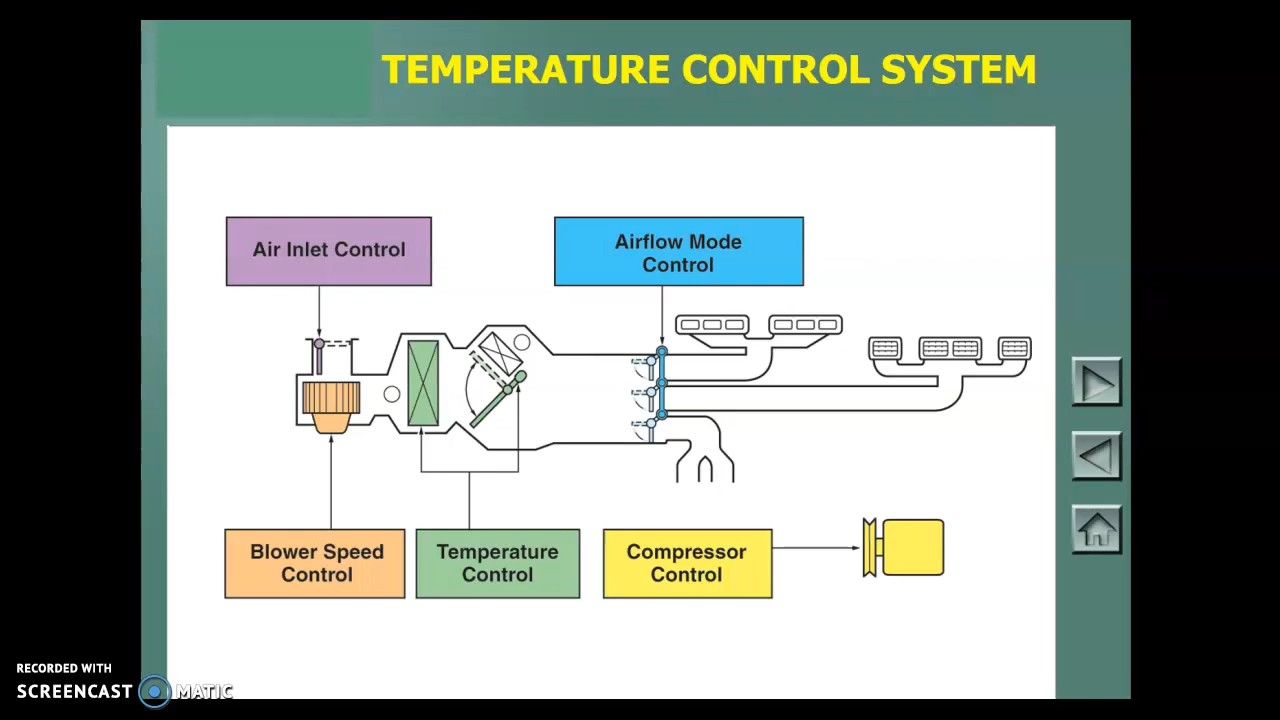 TEMPERATURE CONTROL SYSTEM
Air Inlet Control
Airflow Mode
Control
Blower Speed
Control
Temperature
Control
Compressor
Control
RECORDED WITH
SCREENCAST MATIC